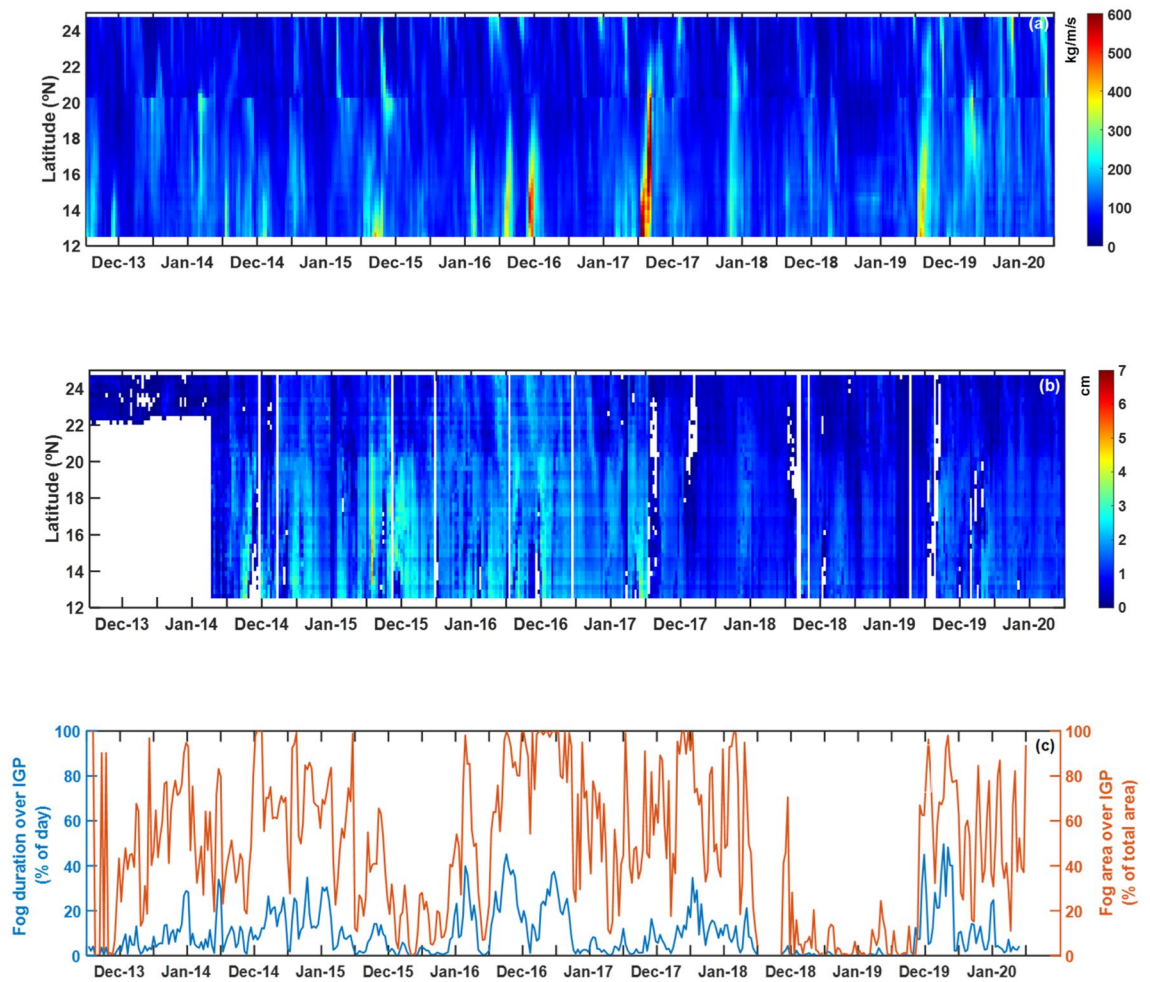 (a)
kg/m/s
600
500
400
300
200
100
0
Latitude (ºN)
24
22
20
18
16
14
12
Dec-13 Jan-14 Dec-14 Jan-15 Dec-15 Jan-16 Dec-16 Jan-17 Dec-17 Jan-18 Dec-18 Jan-19 Dec-19 Jan-20
(b)
cm
7
6
5
4
3
2
1
0
Latitude (ºN)
24
22
20
18
16
14
12
Dec-13 Jan-14 Dec-14 Jan-15 Dec-15 Jan-16 Dec-16 Jan-17 Dec-17 Jan-18 Dec-18 Jan-19 Dec-19 Jan-20
(c)
Fog duration over IGP
(% of day)
100
80
60
40
20
0
Fog area over IGP
(% of total area)
100
80
60
40
20
0
Dec-13 Jan-14 Dec-14 Jan-15 Dec-15 Jan-16 Dec-16 Jan-17 Dec-17 Jan-18 Dec-18 Jan-19 Dec-19 Jan-20